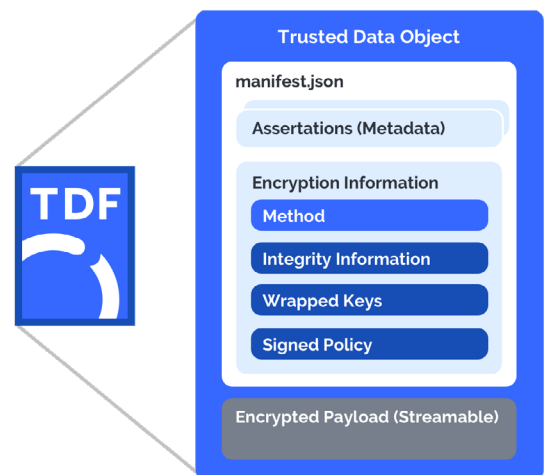 Trusted Data Object
manifest.json
Assertations (Metadata)
TDF
Encryption Information
Method
Integrity Information
Wrapped Keys
Signed Policy
Encrypted Payload (Streamable)